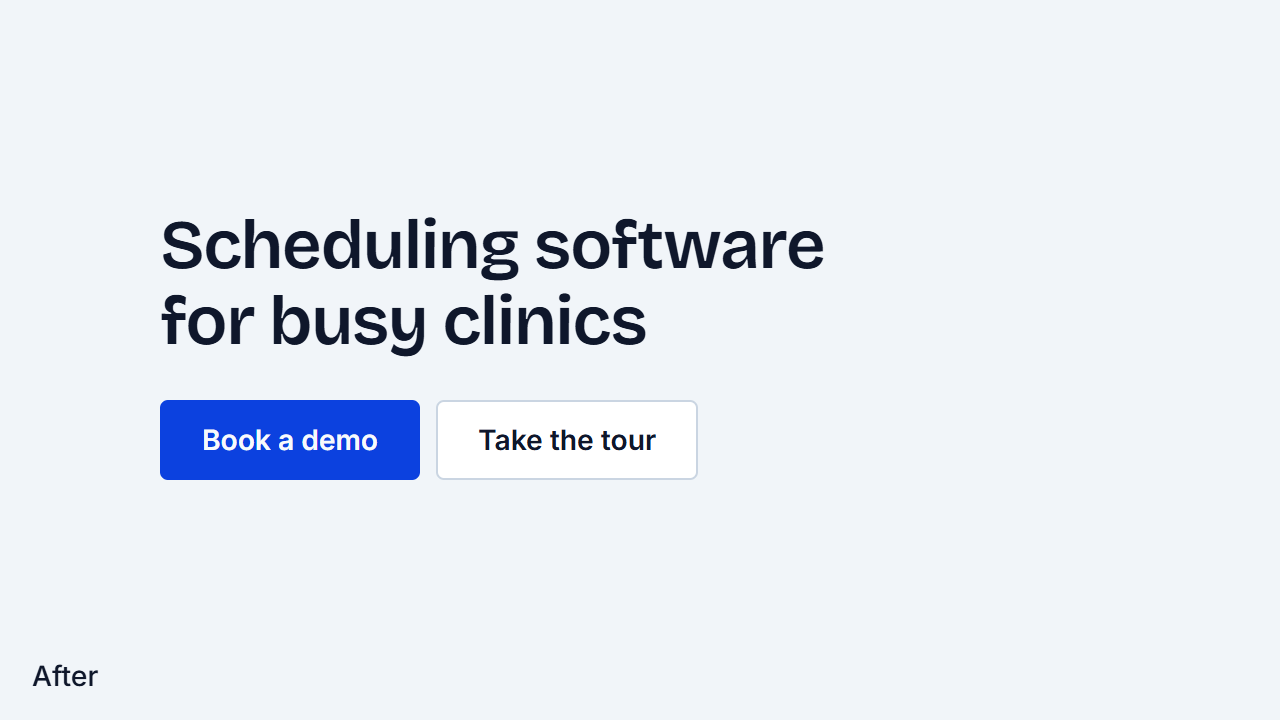 Scheduling software
for busy clinics
Book a demo
Take the tour
After